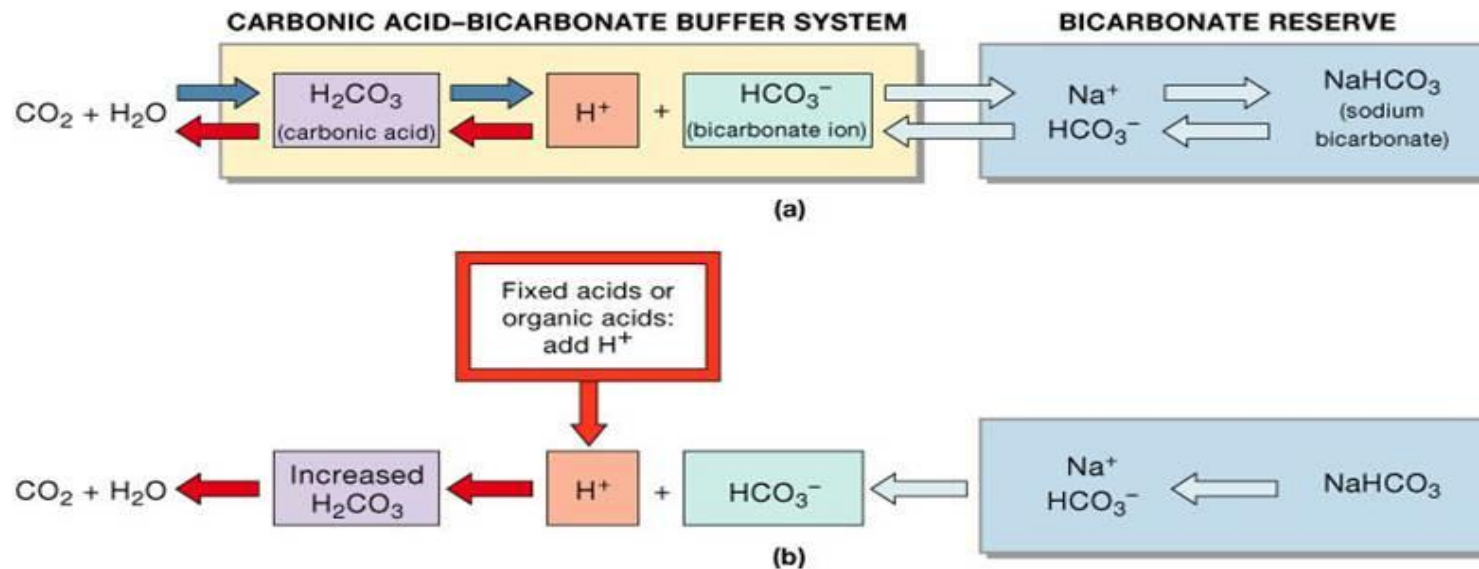 CARBONIC ACID–BICARBONATE BUFFER SYSTEM
BICARBONATE RESERVE
CO₂ + H₂O
H₂CO₃
(carbonic acid)
H⁺
+
HCO₃⁻
(bicarbonate ion)
Na⁺
HCO₃⁻
NaHCO₃
(sodium
bicarbonate)
(a)
Fixed acids or
organic acids:
add H⁺
CO₂ + H₂O
Increased
H₂CO₃
H⁺
+
HCO₃⁻
Na⁺
HCO₃⁻
NaHCO₃
(b)